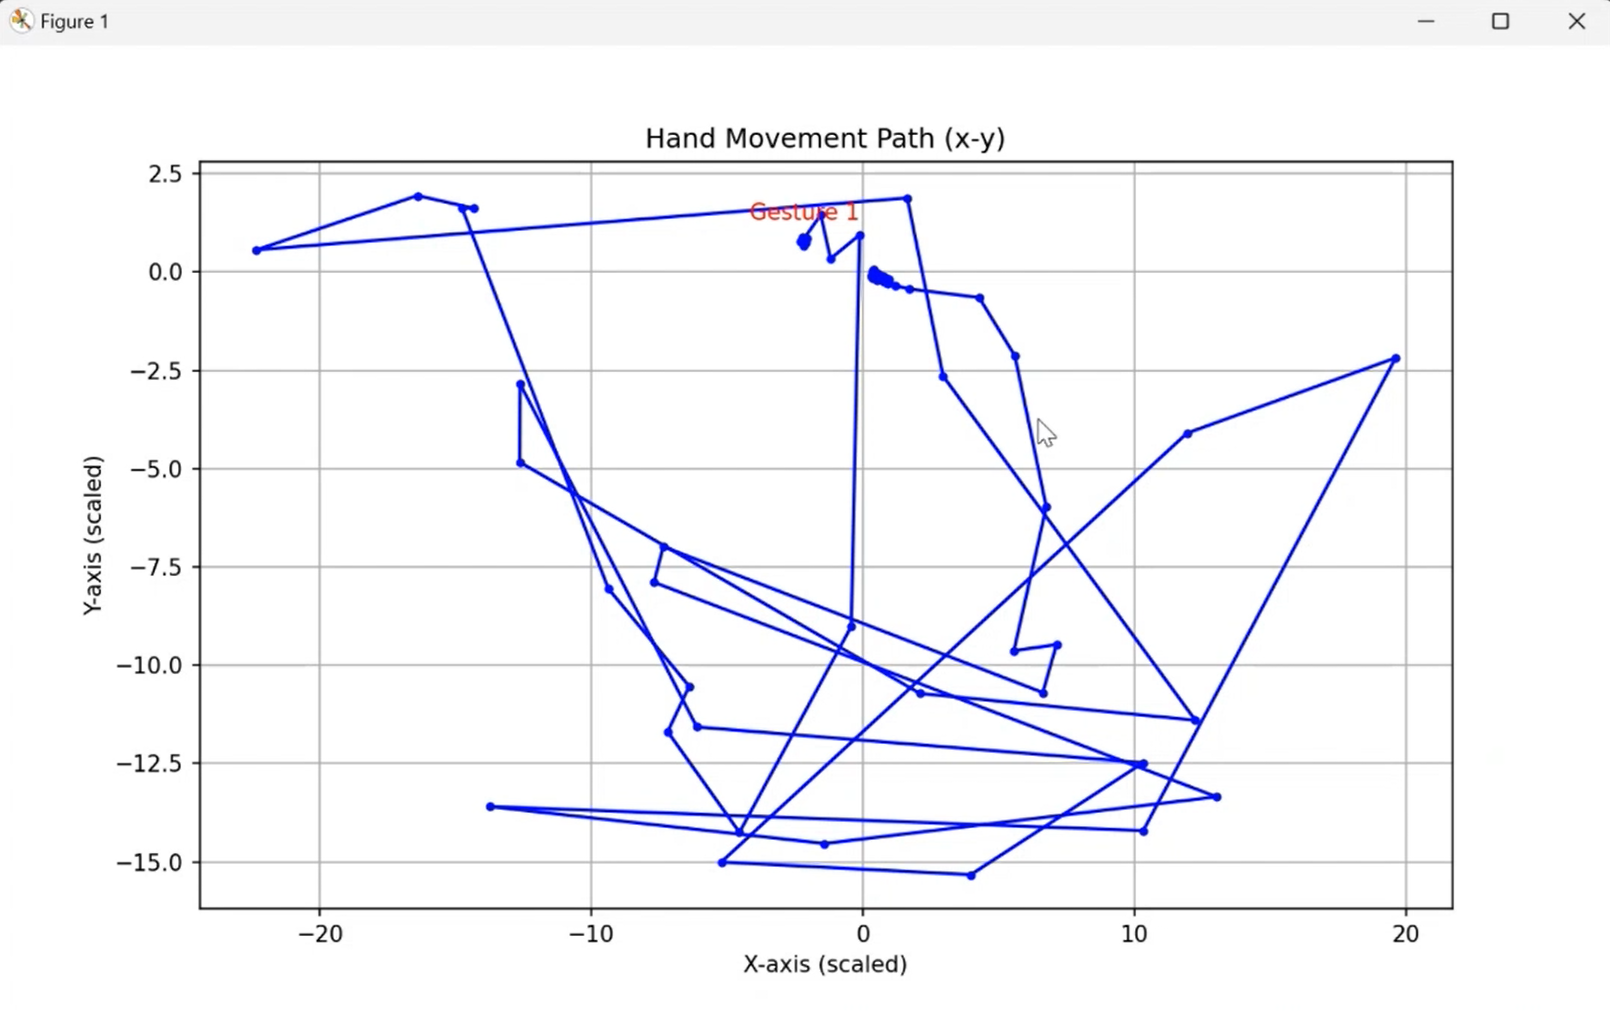 Figure 1
Hand Movement Path (x-y)
2.5
Gesture 1
0.0
−2.5
−5.0
Y-axis (scaled)
−7.5
−10.0
−12.5
−15.0
−20 −10 0 10 20
X-axis (scaled)